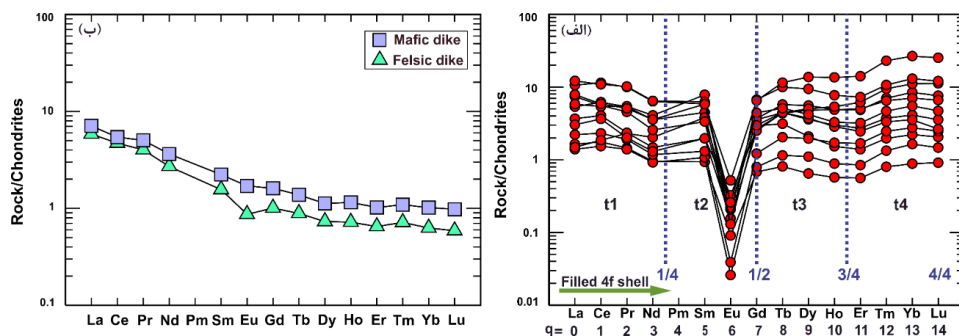 (ب)
Mafic dike
Felsic dike
Rock/Chondrites
100
10
1
0.1
La Ce Pr Nd Pm Sm Eu Gd Tb Dy Ho Er Tm Yb Lu
(الف)
Rock/Chondrites
100
10
1
0.1
0.01
t1 t2 t3 t4
1/4 1/2 3/4 4/4
Filled 4f shell
La Ce Pr Nd Pm Sm Eu Gd Tb Dy Ho Er Tm Yb Lu
q= 0 1 2 3 4 5 6 7 8 9 10 11 12 13 14